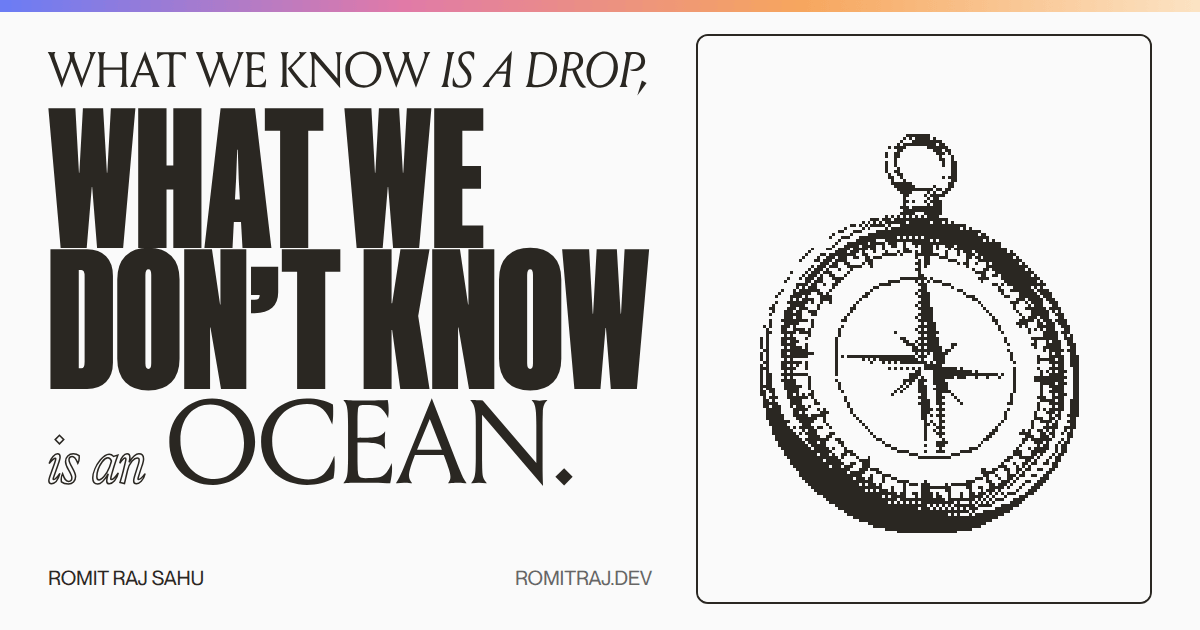 WHAT WE KNOW IS A DROP,
WHAT WE
DON’T KNOW
is an OCEAN.
ROMIT RAJ SAHU
ROMITRAJ.DEV